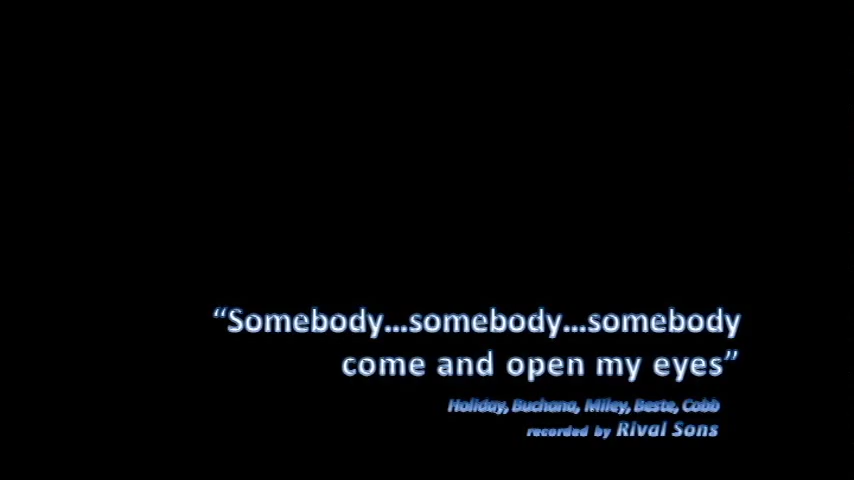 “Somebody...somebody...somebody
come and open my eyes”
Holiday, Buchana, Miley, Beste, Cobb
recorded by Rival Sons